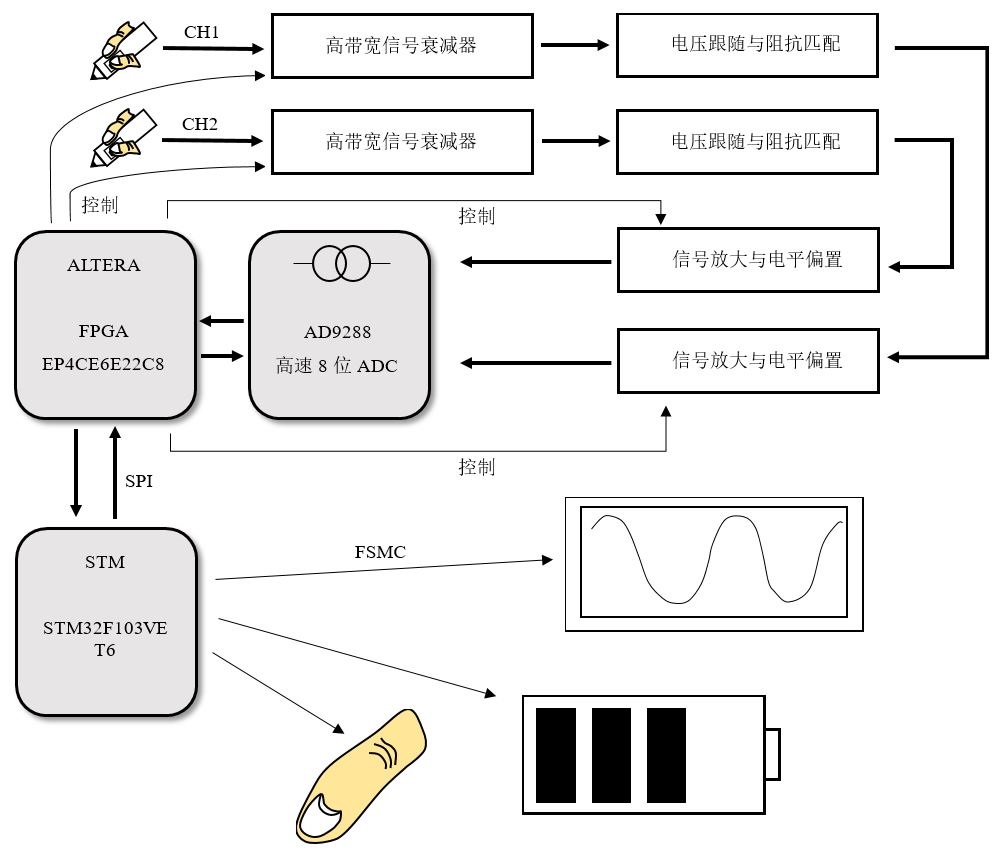 CH1
高带宽信号衰减器
电压跟随与阻抗匹配
CH2
高带宽信号衰减器
电压跟随与阻抗匹配
控制
控制
ALTERA
FPGA
EP4CE6E22C8
AD9288
高速 8 位 ADC
信号放大与电平偏置
信号放大与电平偏置
控制
SPI
STM
STM32F103VE
T6
FSMC